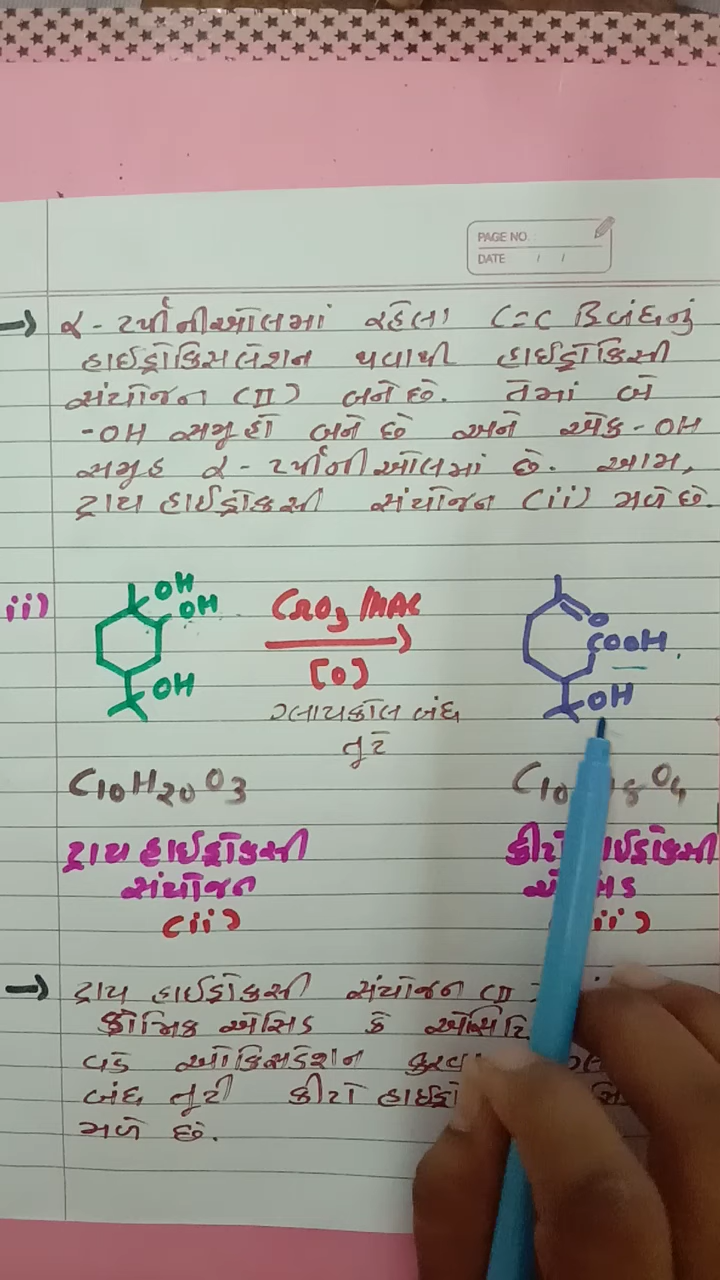 PAGE NO. :
DATE / /
→ α - ટર્પીનીઓલમાં રહેલા C=C દ્વિબંધનું
હાઈડ્રોક્સિલેશન થવાથી હાઈડ્રોક્સિ
સંયોજન (II) બને છે. તેમાં બે
-OH સમૂહો બને છે અને એક -OH
સમૂહ α - ટર્પીનીઓલમાં છે. આમ,
ટ્રાય હાઈડ્રોક્સી સંયોજન (ii) મળે છે.
ii) OH OH OH CrO3/HAC [O] O COOH OH
ગ્લાયકોલ બંધ
તૂટે
C10H20O3
ટ્રાય હાઈડ્રોક્સી
સંયોજન
(ii)
→ ટ્રાય હાઈડ્રોક્સી સંયોજન (II
ક્રોમિક એસિડ કે
વડે ઓક્સિડેશન
બંધ તૂટી કીટો
મળે છે.